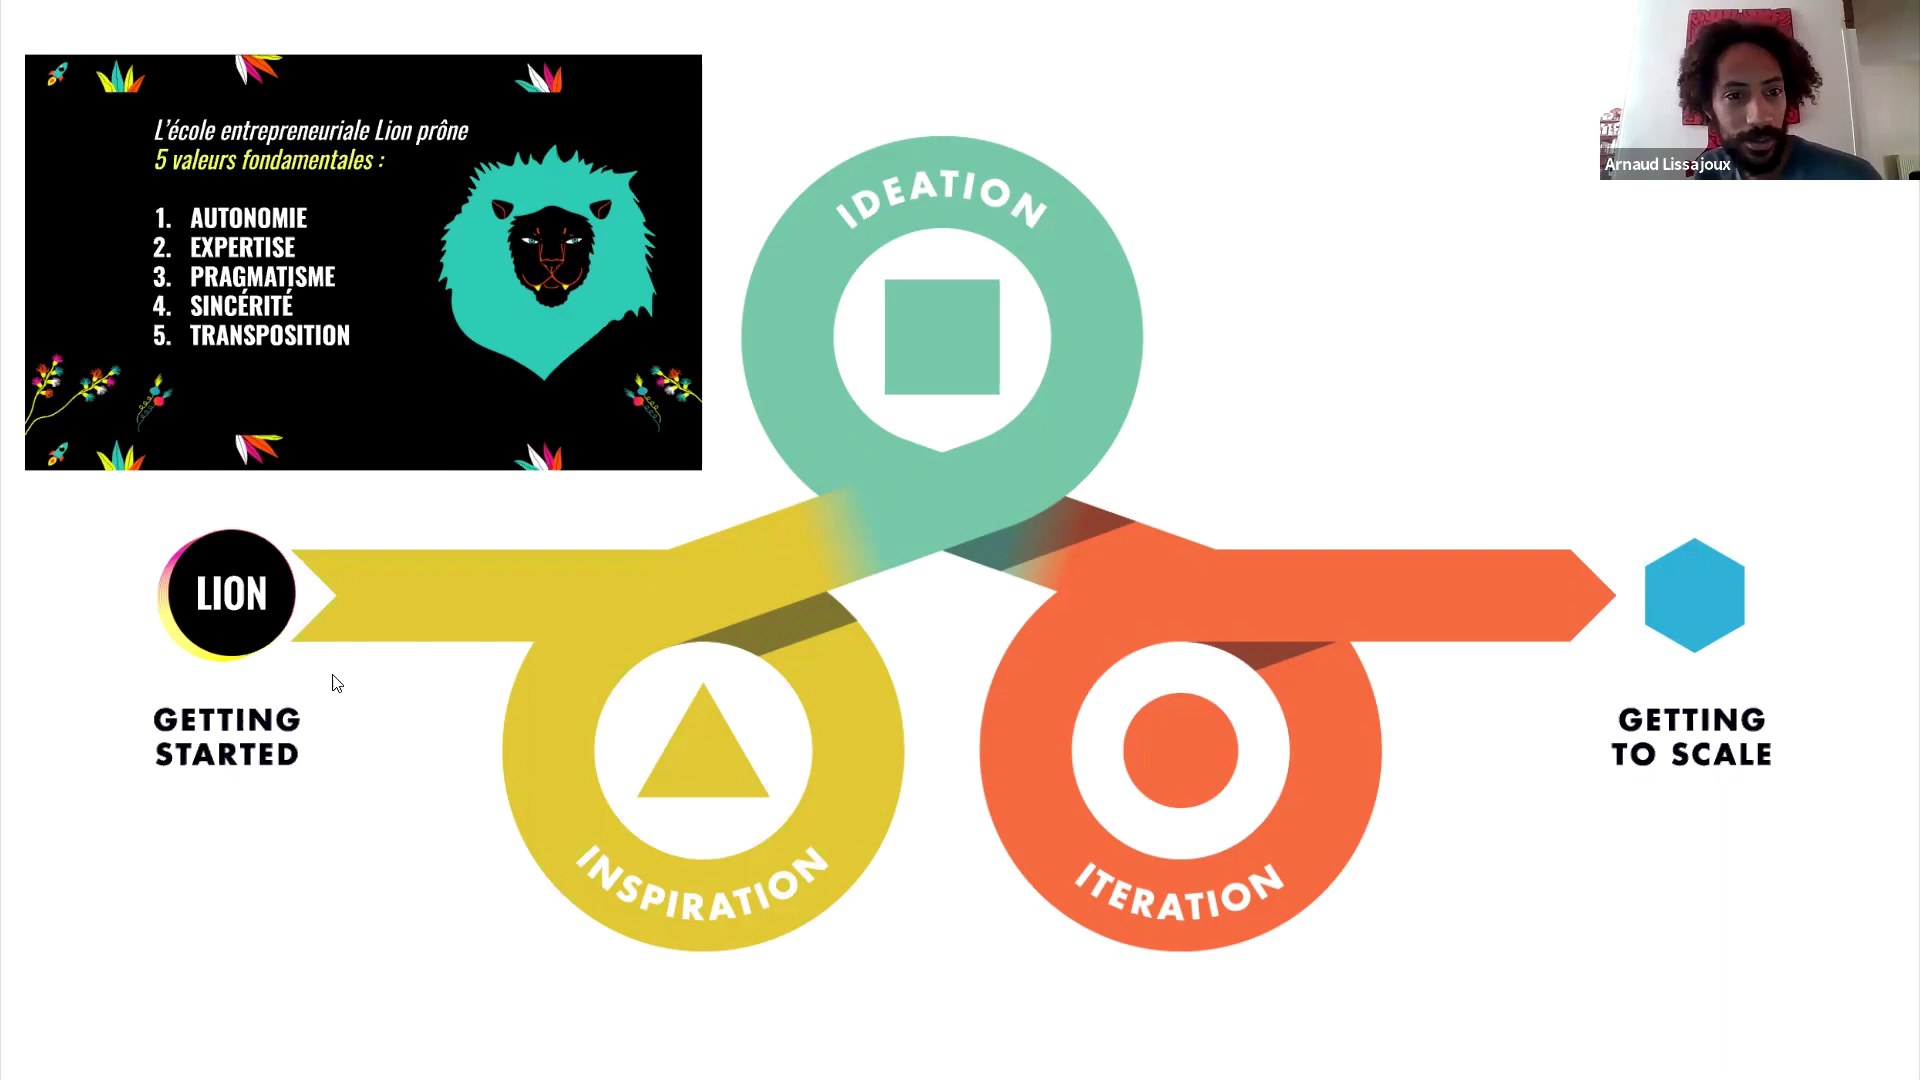 L'école entrepreneuriale Lion prône
5 valeurs fondamentales :
1. AUTONOMIE
2. EXPERTISE
3. PRAGMATISME
4. SINCÉRITÉ
5. TRANSPOSITION
Arnaud Lissajoux
IDEATION
LION
GETTING
STARTED
INSPIRATION
ITERATION
GETTING
TO SCALE